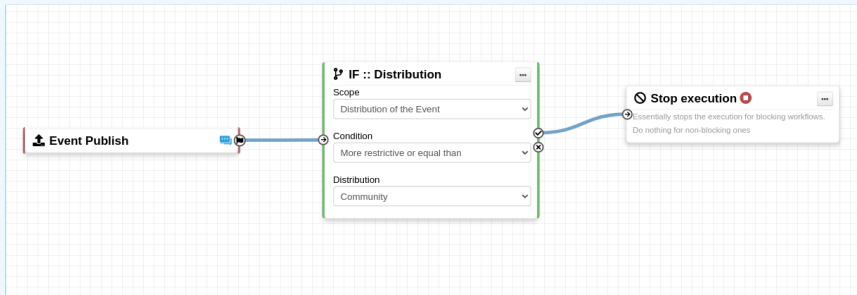 Event Publish
IF :: Distribution
...
Scope
Distribution of the Event
Condition
More restrictive or equal than
Distribution
Community
Stop execution
...
Essentially stops the execution for blocking workflows.
Do nothing for non-blocking ones